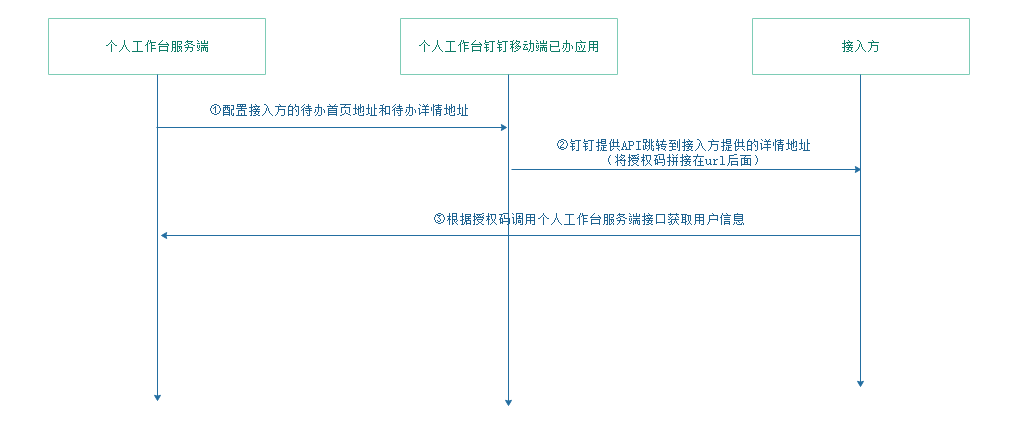 个人工作台服务端
个人工作台钉钉移动端已办应用
接入方
①配置接入方的待办首页地址和待办详情地址
②钉钉提供API跳转到接入方提供的详情地址
（将授权码拼接在url后面）
③根据授权码调用个人工作台服务端接口获取用户信息